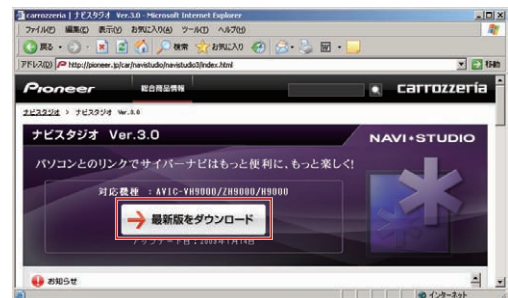 carrozzeria | ナビスタジオ Ver.3.0 - Microsoft Internet Explorer
ファイル(F) 編集(E) 表示(V) お気に入り(A) ツール(T) ヘルプ(H)
戻る 検索 お気に入り
アドレス(D) http://pioneer.jp/car/navistudio/navistudio3/index.html 移動
Pioneer 総合商品情報 carrozzeria
ナビスタジオ > ナビスタジオ Ver.3.0
ナビスタジオ Ver.3.0 NAVI*STUDIO
パソコンとのリンクでサイバーナビはもっと便利に、もっと楽しく!
対応機種 : AVIC-VH9000/ZH9000/H9000
最新版をダウンロード
お知らせ
インターネット